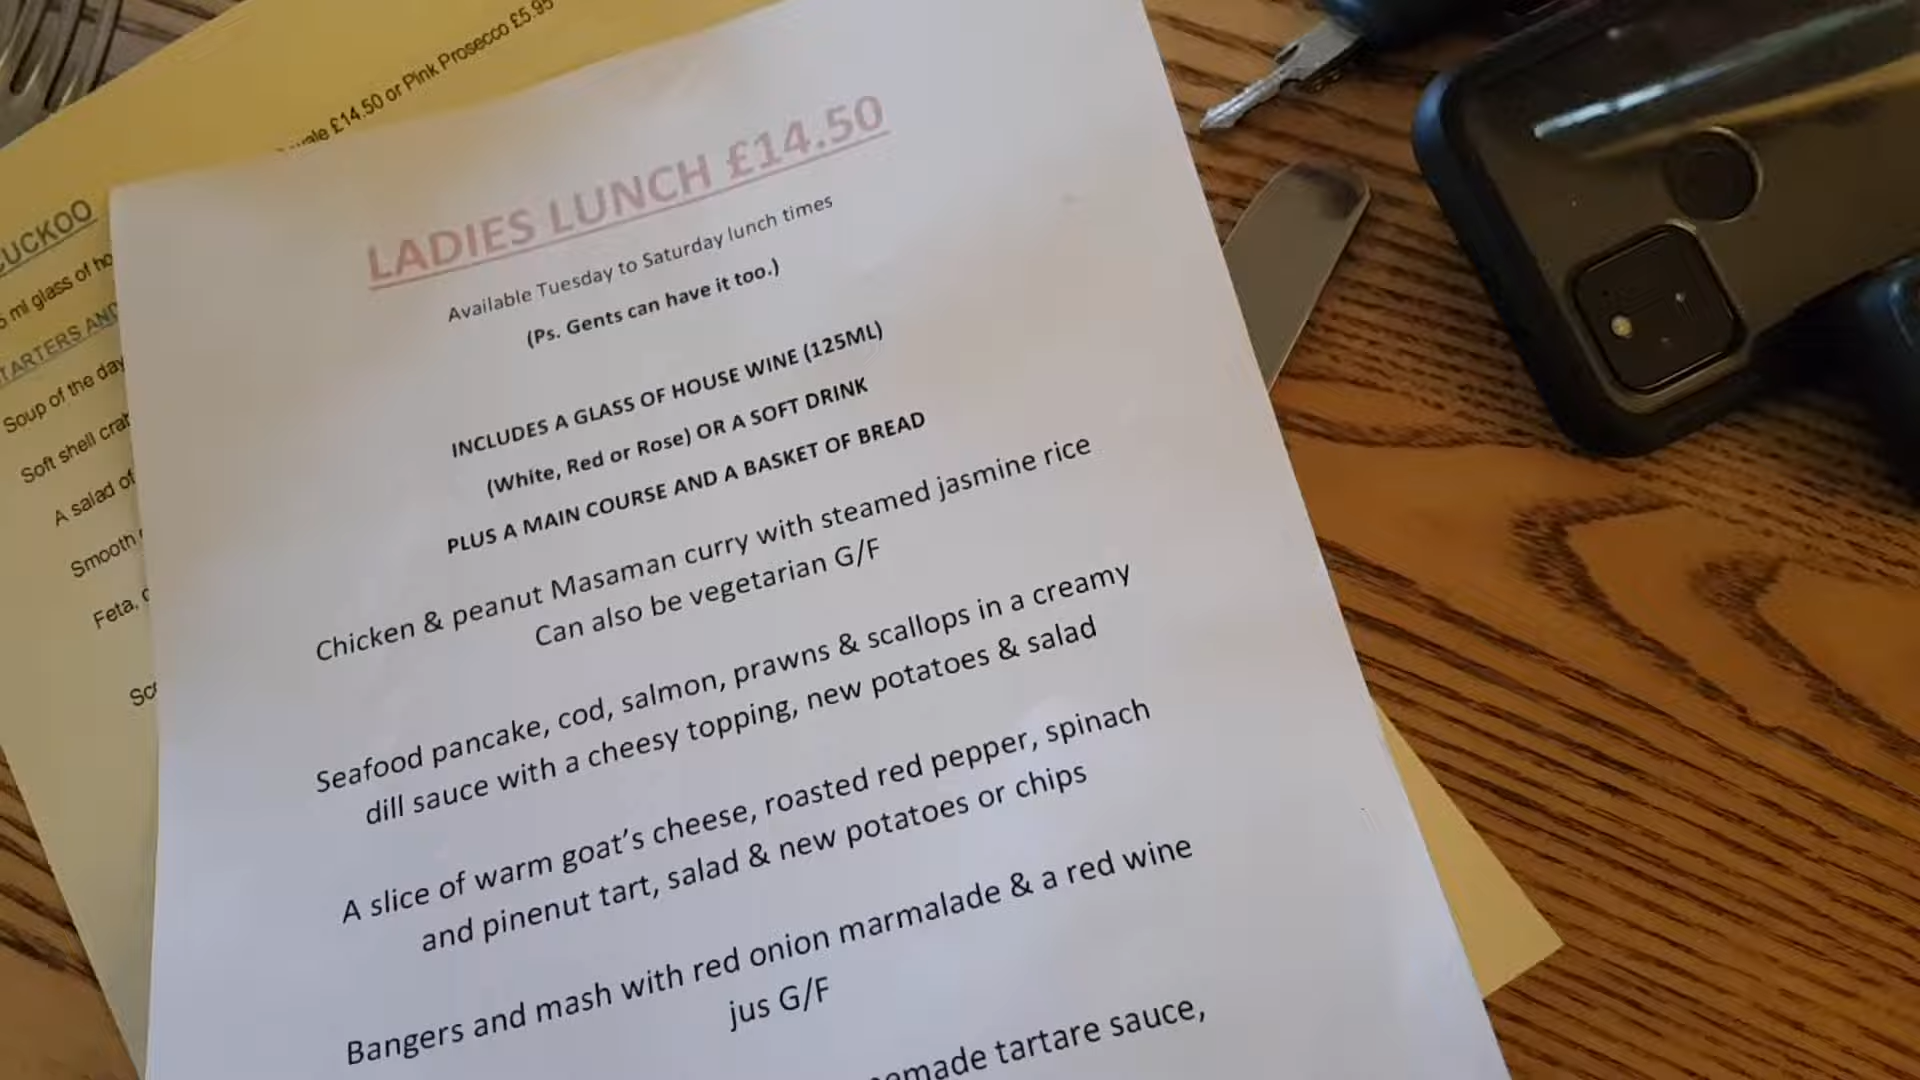 £14.50 or Pink Prosecco £5.95
CUCKOO
ml glass of
Soup of the day
Soft shell
A salad of
Smooth
Feta,
LADIES LUNCH £14.50
Available Tuesday to Saturday lunch times
(Ps. Gents can have it too.)
INCLUDES A GLASS OF HOUSE WINE (125ML)
(White, Red or Rose) OR A SOFT DRINK
PLUS A MAIN COURSE AND A BASKET OF BREAD
Chicken & peanut Masaman curry with steamed jasmine rice
Can also be vegetarian G/F
Seafood pancake, cod, salmon, prawns & scallops in a creamy
dill sauce with a cheesy topping, new potatoes & salad
A slice of warm goat's cheese, roasted red pepper, spinach
and pinenut tart, salad & new potatoes or chips
Bangers and mash with red onion marmalade & a red wine
jus G/F
tartare sauce,